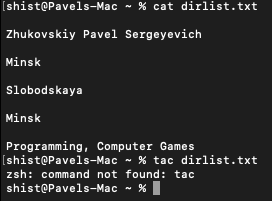 [shist@Pavels-Mac ~ % cat dirlist.txt
Zhukovskiy Pavel Sergeyevich
Minsk
Slobodskaya
Minsk
Programming, Computer Games
[shist@Pavels-Mac ~ % tac dirlist.txt
zsh: command not found: tac
shist@Pavels-Mac ~ %